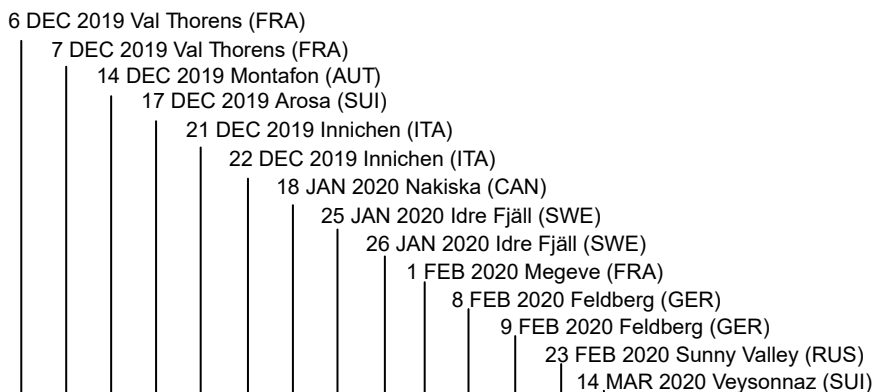 6 DEC 2019 Val Thorens (FRA)
7 DEC 2019 Val Thorens (FRA)
14 DEC 2019 Montafon (AUT)
17 DEC 2019 Arosa (SUI)
21 DEC 2019 Innichen (ITA)
22 DEC 2019 Innichen (ITA)
18 JAN 2020 Nakiska (CAN)
25 JAN 2020 Idre Fjäll (SWE)
26 JAN 2020 Idre Fjäll (SWE)
1 FEB 2020 Megeve (FRA)
8 FEB 2020 Feldberg (GER)
9 FEB 2020 Feldberg (GER)
23 FEB 2020 Sunny Valley (RUS)
14 MAR 2020 Veysonnaz (SUI)